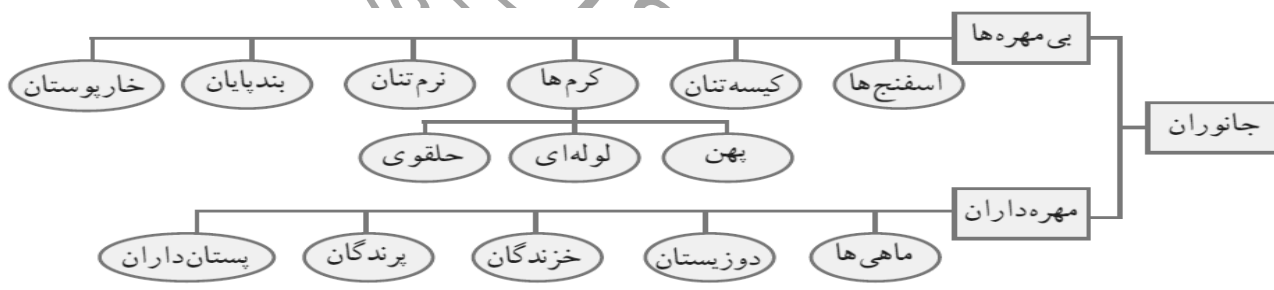 بی‌مهره‌ها
اسفنج‌ها
کیسه‌تنان
کرم‌ها
نرم‌تنان
بندپایان
خارپوستان
جانوران
پهن
لوله‌ای
حلقوی
مهره‌داران
ماهی‌ها
دوزیستان
خزندگان
پرندگان
پستان‌داران